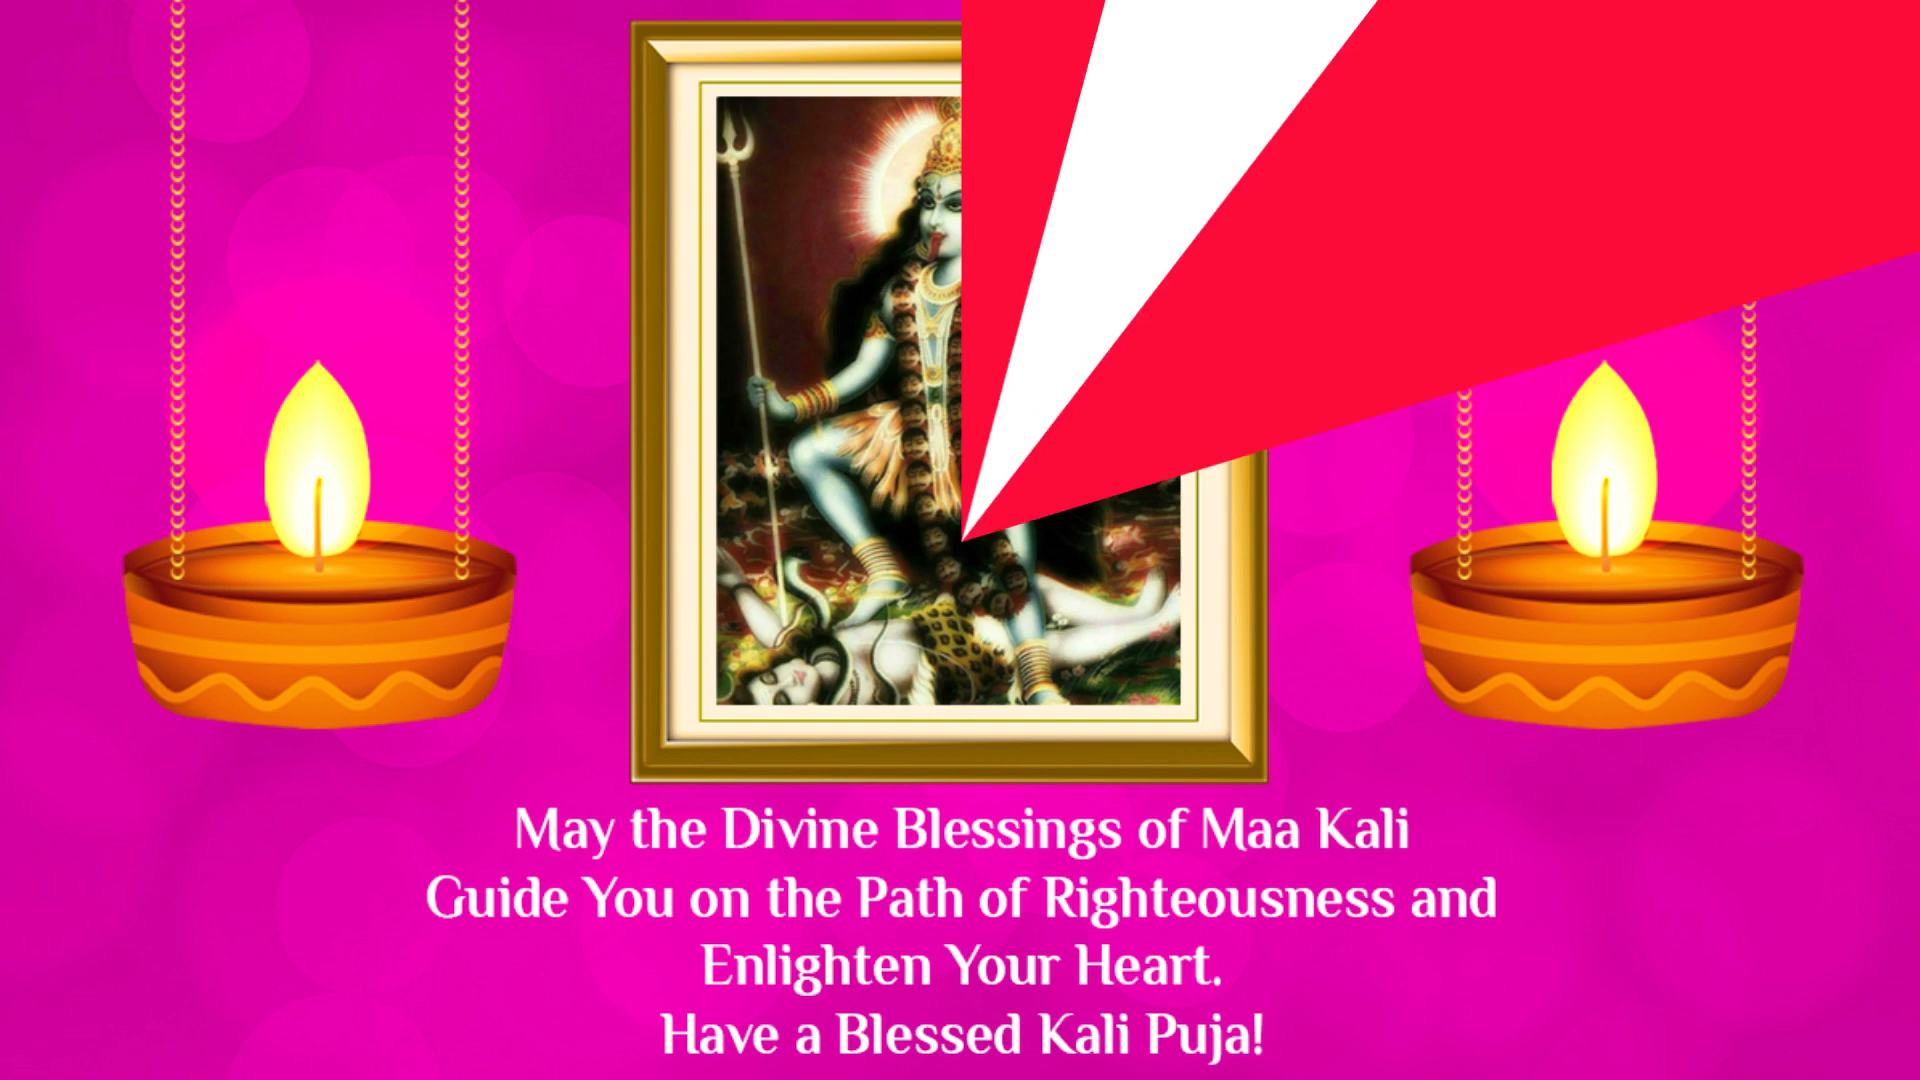 May the Divine Blessings of Maa Kali
Guide You on the Path of Righteousness and
Enlighten Your Heart.
Have a Blessed Kali Puja!